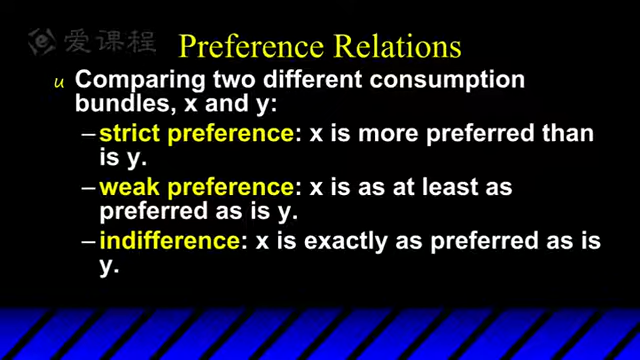 爱课程
Preference Relations
u Comparing two different consumption
bundles, x and y:
–strict preference: x is more preferred than
is y.
–weak preference: x is as at least as
preferred as is y.
–indifference: x is exactly as preferred as is
y.